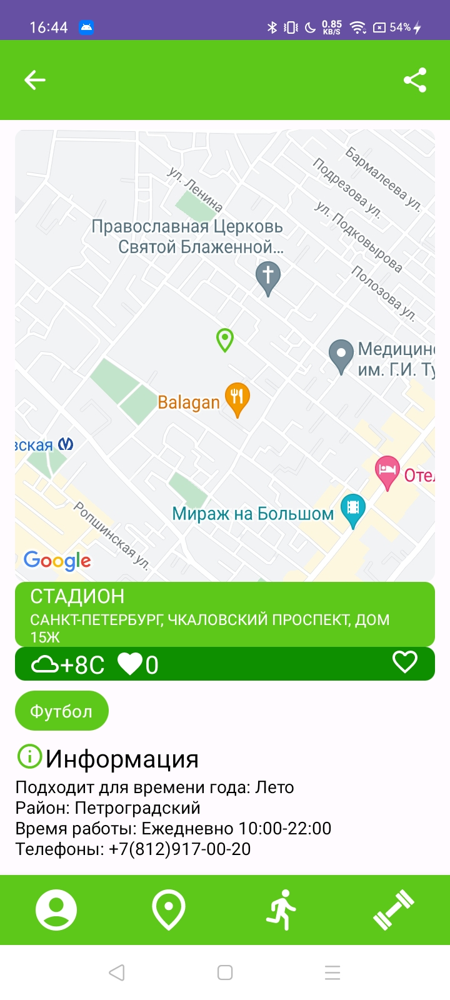 16:44
0.85
KB/S
54%
Бармалеева ул.
Подрезова ул.
ул. Ленина
ул. Подковырова
Православная Церковь
Святой Блаженной...
Полозова ул.
Медицин
им. Г.И. Ту
Balagan
вская
Оте
Мираж на Большом
Ропшинская ул.
Google
СТАДИОН
САНКТ-ПЕТЕРБУРГ, ЧКАЛОВСКИЙ ПРОСПЕКТ, ДОМ
15Ж
+8C 0
Футбол
Информация
Подходит для времени года: Лето
Район: Петроградский
Время работы: Ежедневно 10:00-22:00
Телефоны: +7(812)917-00-20